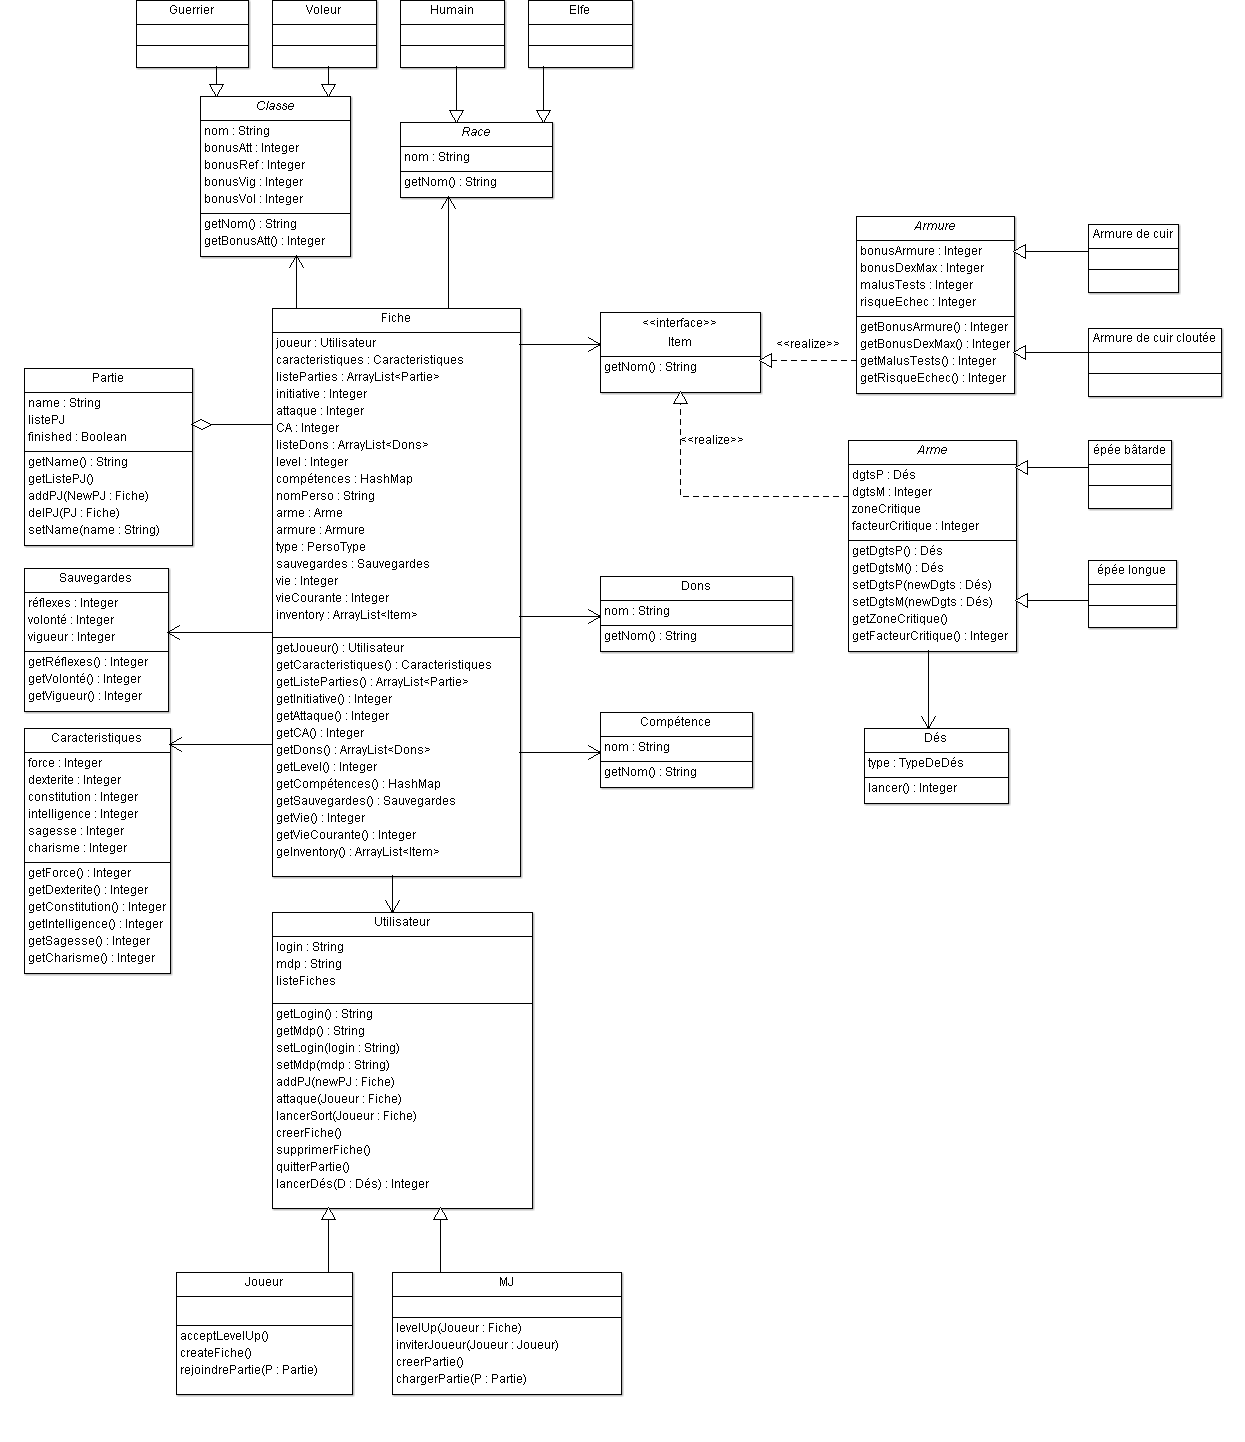 Guerrier
Voleur
Humain
Elfe
Classe
nom : String
bonusAtt : Integer
bonusRef : Integer
bonusVig : Integer
bonusVol : Integer
getNom() : String
getBonusAtt() : Integer
Race
nom : String
getNom() : String
Fiche
joueur : Utilisateur
caracteristiques : Caracteristiques
listeParties : ArrayList<Partie>
initiative : Integer
attaque : Integer
CA : Integer
listeDons : ArrayList<Dons>
level : Integer
compétences : HashMap
nomPerso : String
arme : Arme
armure : Armure
type : PersoType
sauvegardes : Sauvegardes
vie : Integer
vieCourante : Integer
inventory : ArrayList<Item>
getJoueur() : Utilisateur
getCaracteristiques() : Caracteristiques
getListeParties() : ArrayList<Partie>
getInitiative() : Integer
getAttaque() : Integer
getCA() : Integer
getDons() : ArrayList<Dons>
getLevel() : Integer
getCompétences() : HashMap
getSauvegardes() : Sauvegardes
getVie() : Integer
getVieCourante() : Integer
geInventory() : ArrayList<Item>
Partie
name : String
listePJ
finished : Boolean
getName() : String
getListePJ()
addPJ(NewPJ : Fiche)
delPJ(PJ : Fiche)
setName(name : String)
Sauvegardes
réflexes : Integer
volonté : Integer
vigueur : Integer
getRéflexes() : Integer
getVolonté() : Integer
getVigueur() : Integer
Caracteristiques
force : Integer
dexterite : Integer
constitution : Integer
intelligence : Integer
sagesse : Integer
charisme : Integer
getForce() : Integer
getDexterite() : Integer
getConstitution() : Integer
getIntelligence() : Integer
getSagesse() : Integer
getCharisme() : Integer
<<interface>>
Item
getNom() : String
<<realize>>
<<realize>>
Armure
bonusArmure : Integer
bonusDexMax : Integer
malusTests : Integer
risqueEchec : Integer
getBonusArmure() : Integer
getBonusDexMax() : Integer
getMalusTests() : Integer
getRisqueEchec() : Integer
Armure de cuir
Armure de cuir cloutée
Arme
dgtsP : Dés
dgtsM : Integer
zoneCritique
facteurCritique : Integer
getDgtsP() : Dés
getDgtsM() : Dés
setDgtsP(newDgts : Dés)
setDgtsM(newDgts : Dés)
getZoneCritique()
getFacteurCritique() : Integer
épée bâtarde
épée longue
Dons
nom : String
getNom() : String
Compétence
nom : String
getNom() : String
Dés
type : TypeDeDés
lancer() : Integer
Utilisateur
login : String
mdp : String
listeFiches
getLogin() : String
getMdp() : String
setLogin(login : String)
setMdp(mdp : String)
addPJ(newPJ : Fiche)
attaque(Joueur : Fiche)
lancerSort(Joueur : Fiche)
creerFiche()
supprimerFiche()
quitterPartie()
lancerDés(D : Dés) : Integer
Joueur
acceptLevelUp()
createFiche()
rejoindrePartie(P : Partie)
MJ
levelUp(Joueur : Fiche)
inviterJoueur(Joueur : Joueur)
creerPartie()
chargerPartie(P : Partie)